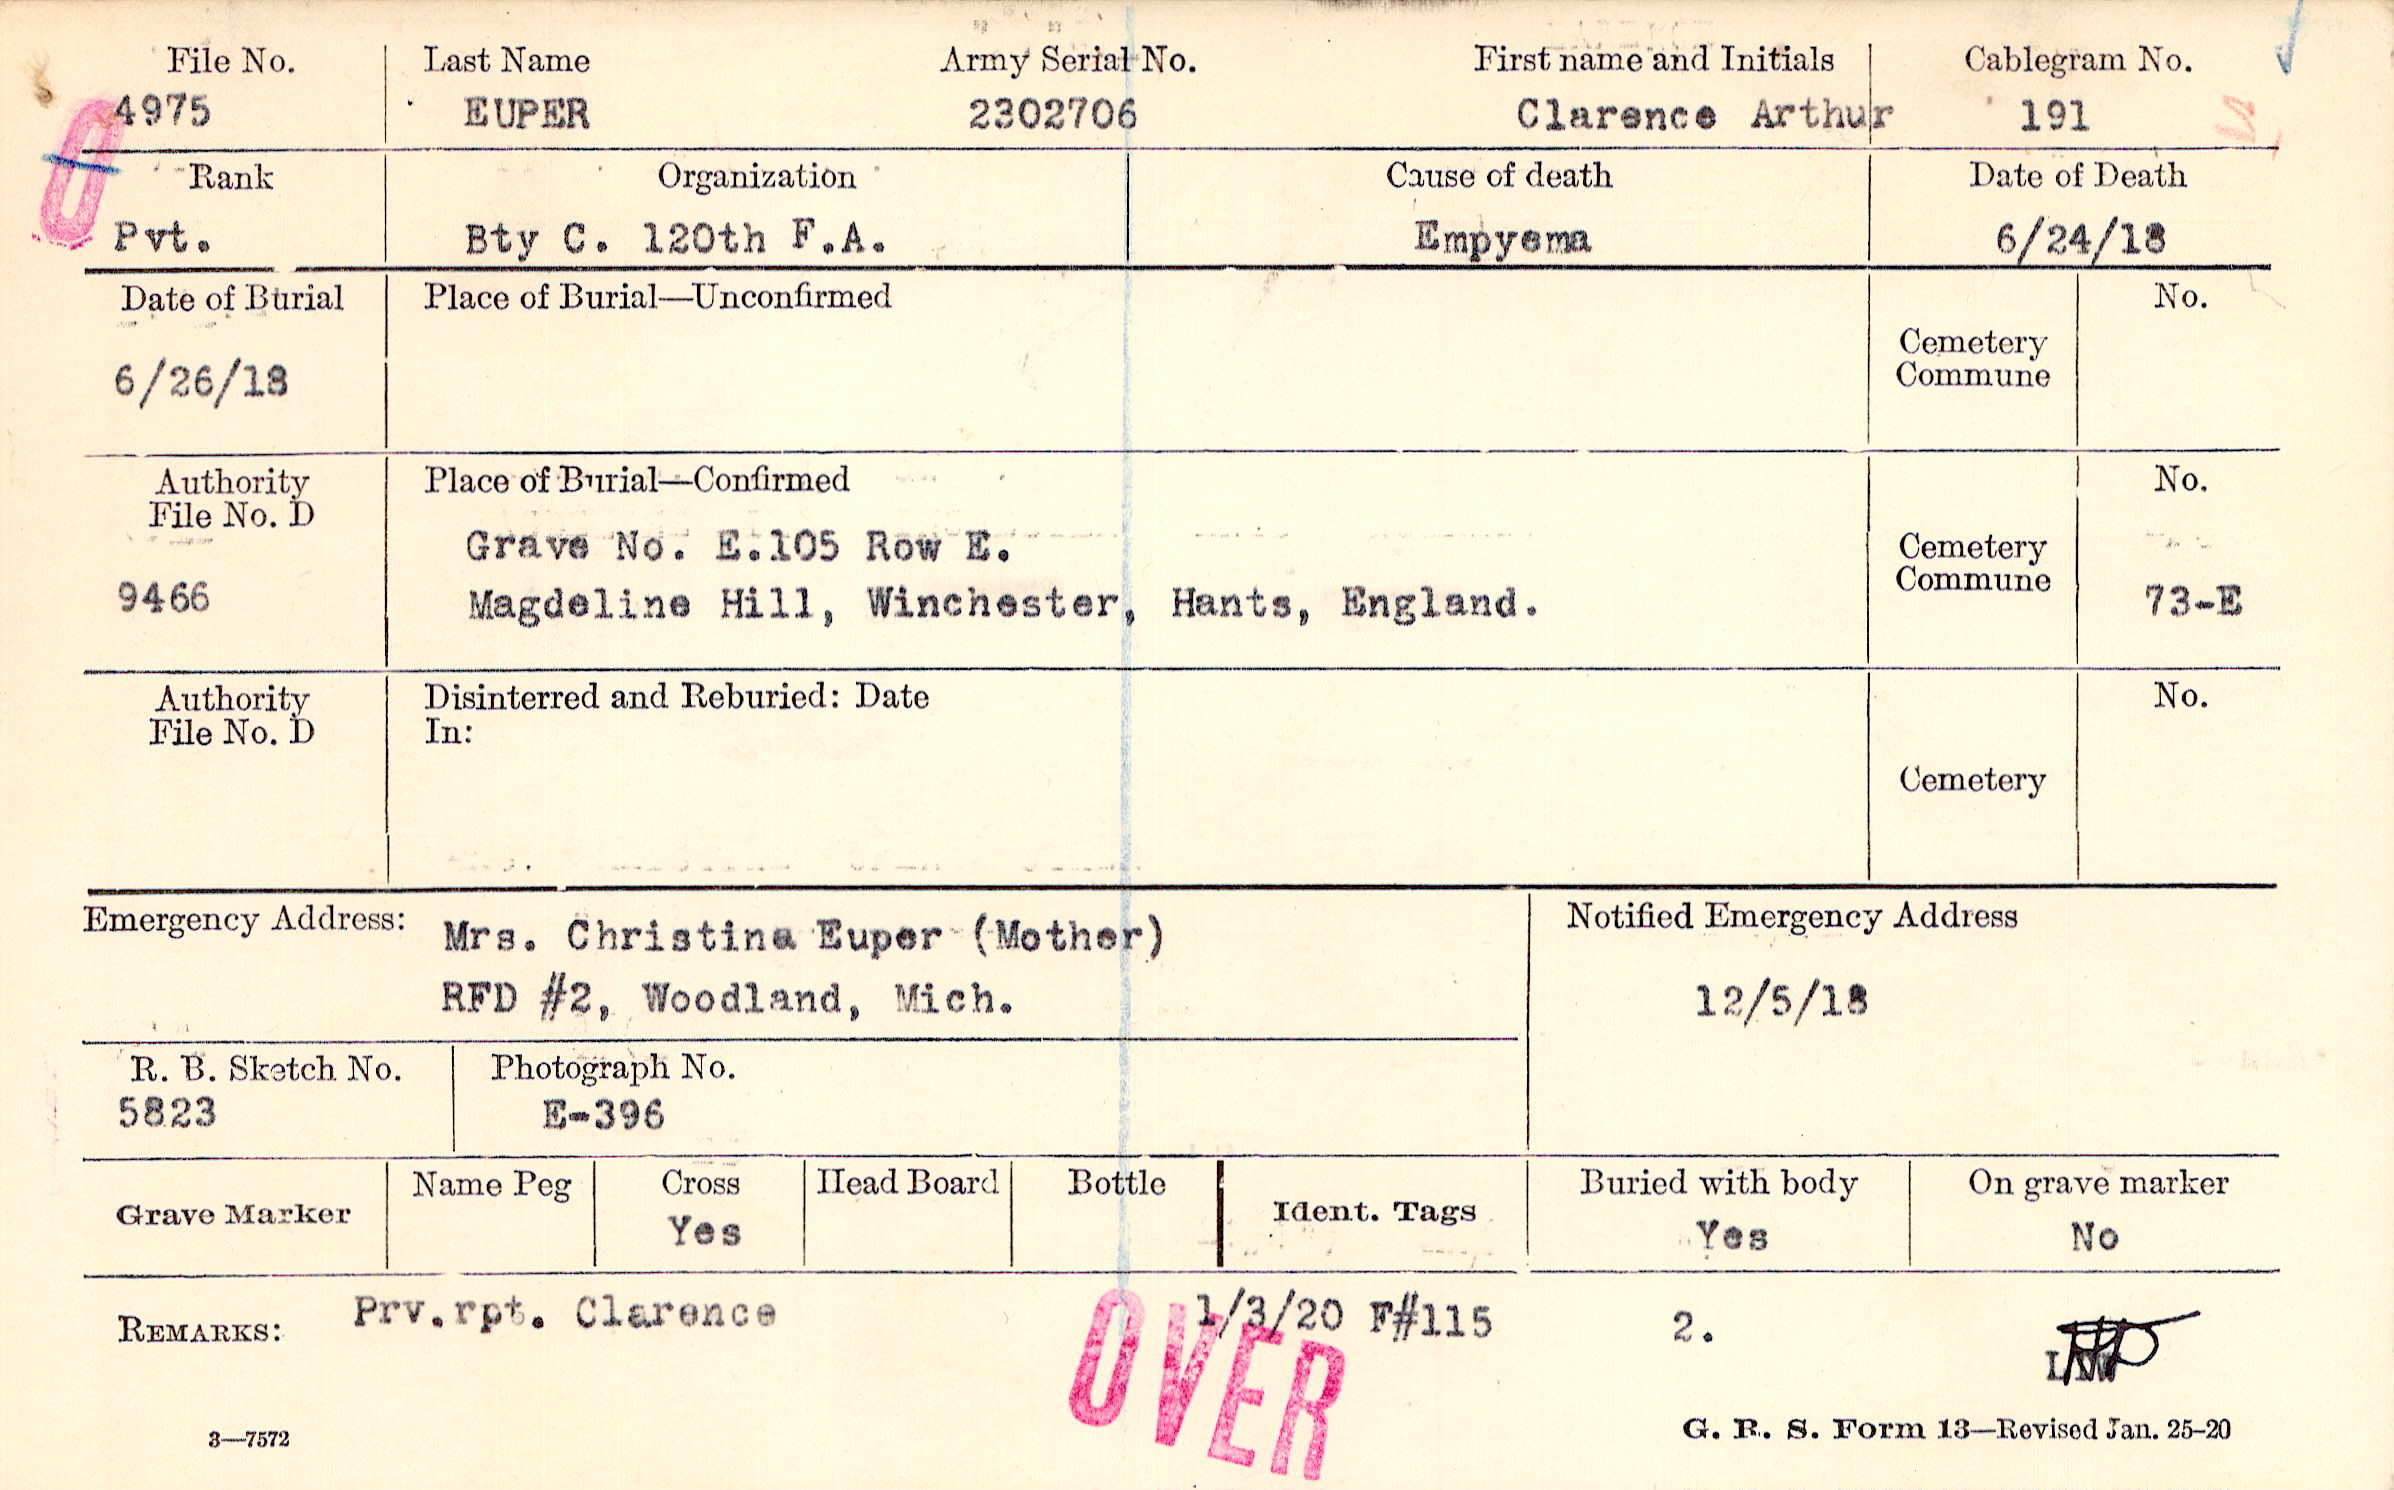 File No. Last Name Army Serial No. First name and Initials Cablegram No.
4975 EUPER 2302706 Clarence Arthur 191
Rank Organization Cause of death Date of Death
Pvt. Bty C. 120th F.A. Empyema 6/24/18
Date of Burial Place of Burial—Unconfirmed No.
Cemetery
Commune
6/26/18
Authority Place of Burial—Confirmed No.
File No. D
Grave No. E.105 Row E. Cemetery
Commune
9466 Magdeline Hill, Winchester, Hants, England. 73-E
Authority Disinterred and Reburied: Date No.
File No. D In:
Cemetery
Emergency Address: Mrs. Christina Euper (Mother) Notified Emergency Address
RFD #2, Woodland, Mich. 12/5/18
R. B. Sketch No. Photograph No.
5823 E-396
Grave Marker Name Peg Cross Head Board Bottle Ident. Tags Buried with body On grave marker
Yes Yes No
REMARKS: Prv.rpt. Clarence 1/3/20 F#115 2.
OVER
3—7572 G. R. S. Form 13—Revised Jan. 25-20